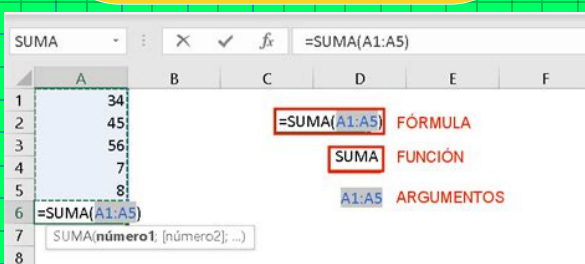 SUMA fx =SUMA(A1:A5)
A B C D E F
1 34
2 45 =SUMA(A1:A5) FÓRMULA
3 56
4 7 SUMA FUNCIÓN
5 8 A1:A5 ARGUMENTOS
6 =SUMA(A1:A5)
7 SUMA(número1; [número2]; ...)
8